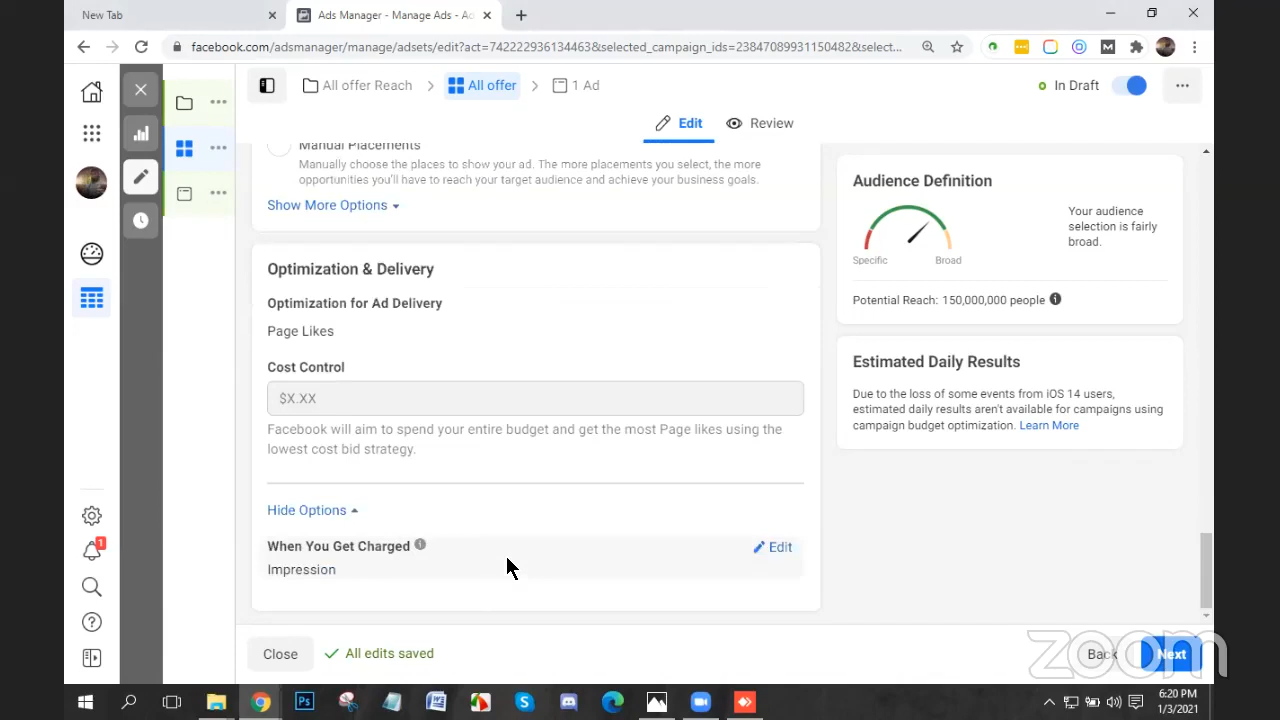 New Tab
Ads Manager - Manage Ads - Ad
facebook.com/adsmanager/manage/adsets/edit?act=742222936134463&selected_campaign_ids=23847089931150482&select...
All offer Reach
All offer
1 Ad
In Draft
Edit
Review
Manual Placements
Manually choose the places to show your ad. The more placements you select, the more
opportunities you'll have to reach your target audience and achieve your business goals.
Show More Options
Optimization & Delivery
Optimization for Ad Delivery
Page Likes
Cost Control
$X.XX
Facebook will aim to spend your entire budget and get the most Page likes using the
lowest cost bid strategy.
Hide Options
When You Get Charged
Edit
Impression
Audience Definition
Your audience
selection is fairly
broad.
Specific
Broad
Potential Reach: 150,000,000 people
Estimated Daily Results
Due to the loss of some events from iOS 14 users,
estimated daily results aren't available for campaigns using
campaign budget optimization. Learn More
1
Close
All edits saved
Back
Next
zoom
Ps
6:20 PM
1/3/2021